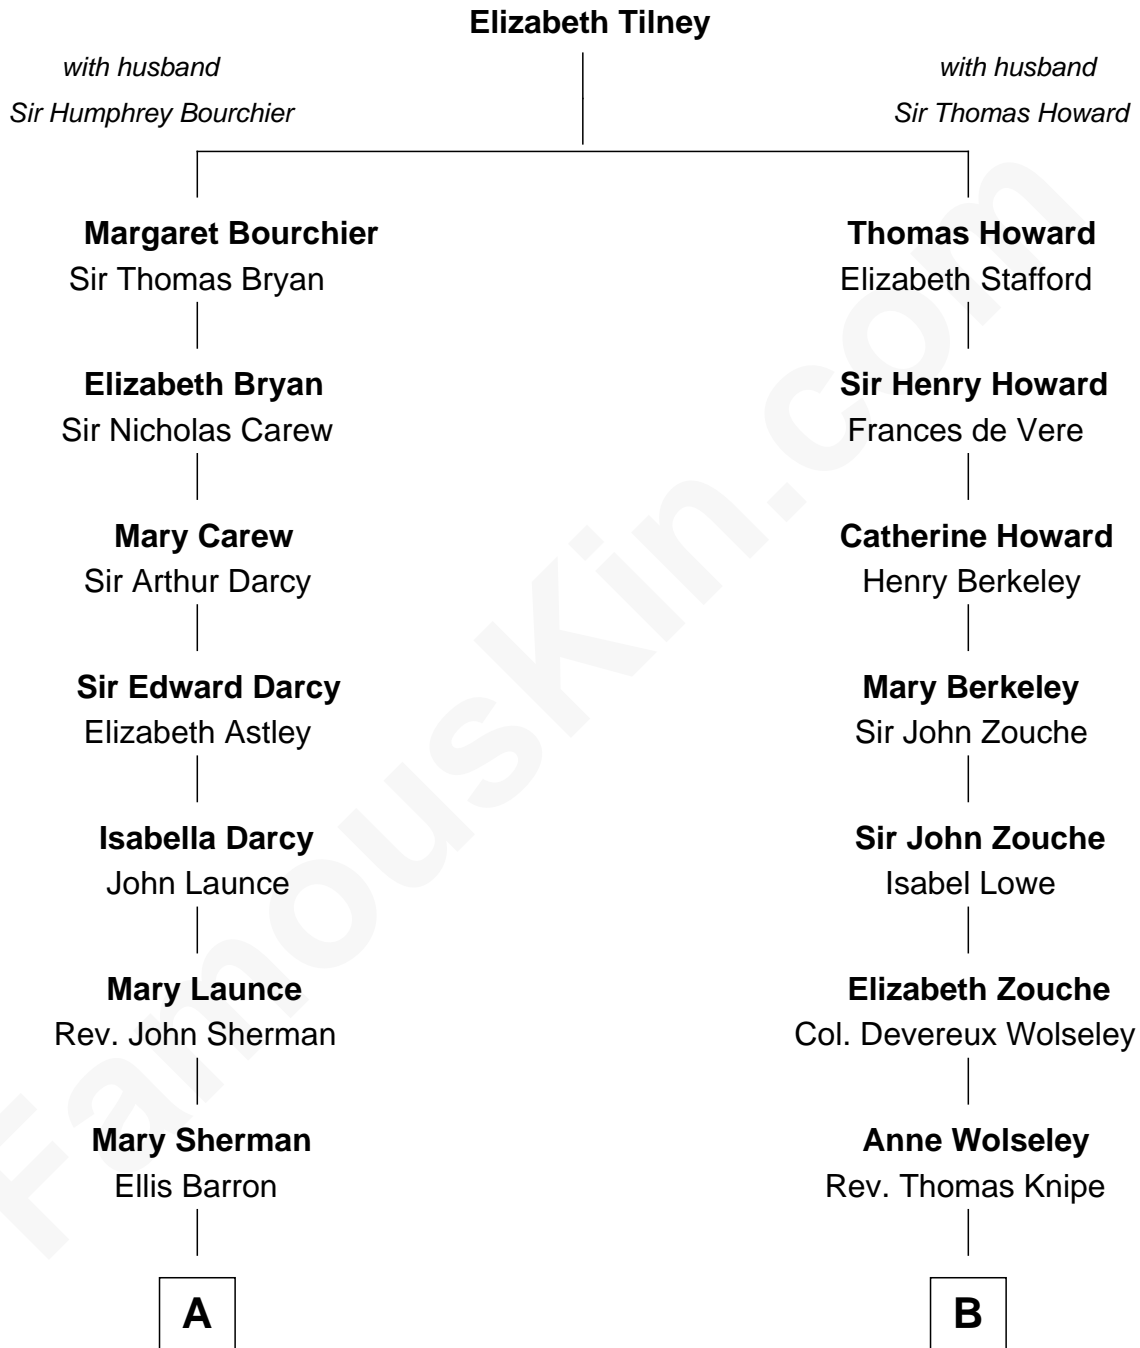 Elizabeth Tilney
with husband
Sir Humphrey Bourchier
with husband
Sir Thomas Howard
Margaret Bourchier
Sir Thomas Bryan
Thomas Howard
Elizabeth Stafford
Elizabeth Bryan
Sir Nicholas Carew
Sir Henry Howard
Frances de Vere
Mary Carew
Sir Arthur Darcy
Catherine Howard
Henry Berkeley
Sir Edward Darcy
Elizabeth Astley
Mary Berkeley
Sir John Zouche
Isabella Darcy
John Launce
Sir John Zouche
Isabel Lowe
Mary Launce
Rev. John Sherman
Elizabeth Zouche
Col. Devereux Wolseley
Mary Sherman
Ellis Barron
Anne Wolseley
Rev. Thomas Knipe
A
B
FamousKin.com